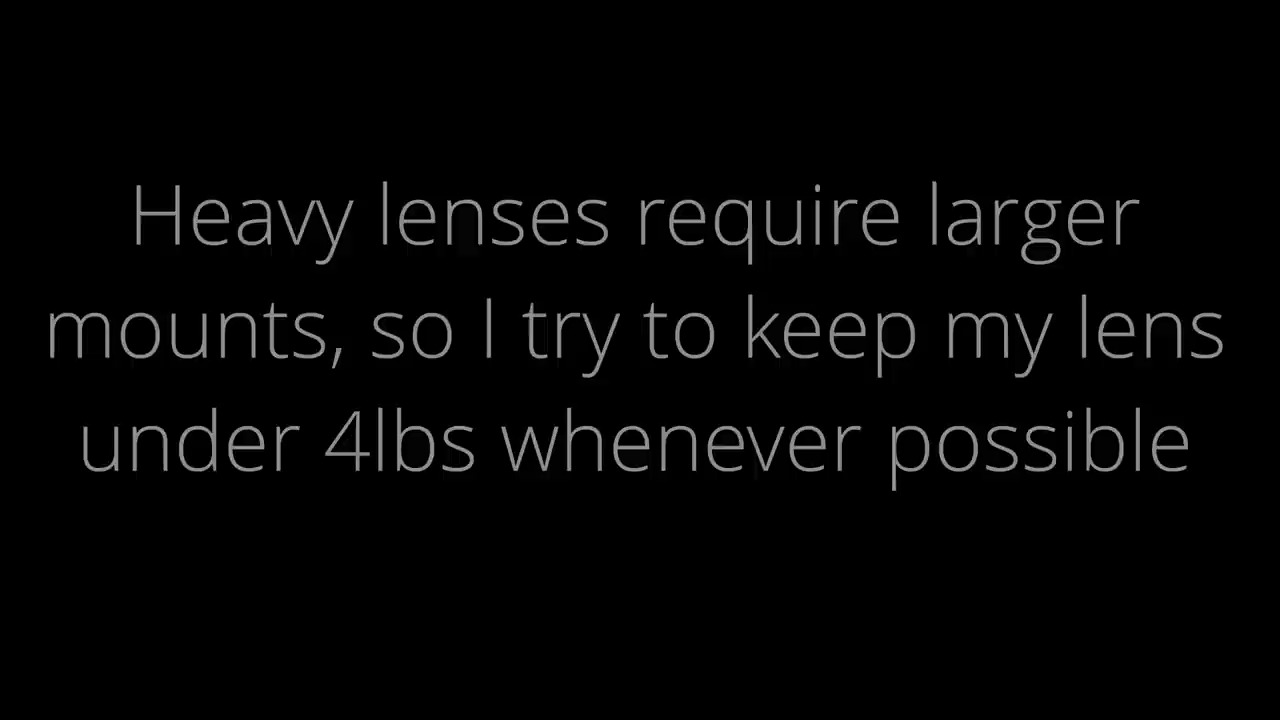 Heavy lenses require larger
mounts, so I try to keep my lens
under 4lbs whenever possible